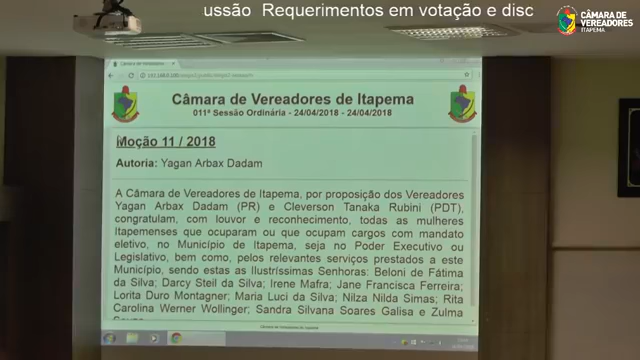 ussão Requerimentos em votação e disc
CÂMARA DE
VEREADORES
ITAPEMA
Câmara de Vereadores de Itapema
011ª Sessão Ordinária - 24/04/2018 - 24/04/2018
Moção 11 / 2018
Autoria: Yagan Arbax Dadam
A Câmara de Vereadores de Itapema, por proposição dos Vereadores
Yagan Arbax Dadam (PR) e Cleverson Tanaka Rubini (PDT),
congratulam, com louvor e reconhecimento, todas as mulheres
Itapemenses que ocuparam ou que ocupam cargos com mandato
eletivo, no Município de Itapema, seja no Poder Executivo ou
Legislativo, bem como, pelos relevantes serviços prestados a este
Município, sendo estas as Ilustríssimas Senhoras: Beloni de Fátima
da Silva; Darcy Steil da Silva; Irene Mafra; Jane Francisca Ferreira;
Lorita Duro Montagner; Maria Luci da Silva; Nilza Nilda Simas; Rita
Carolina Werner Wollinger; Sandra Silvana Soares Galisa e Zulma
Câmara de Vereadores de Itapema